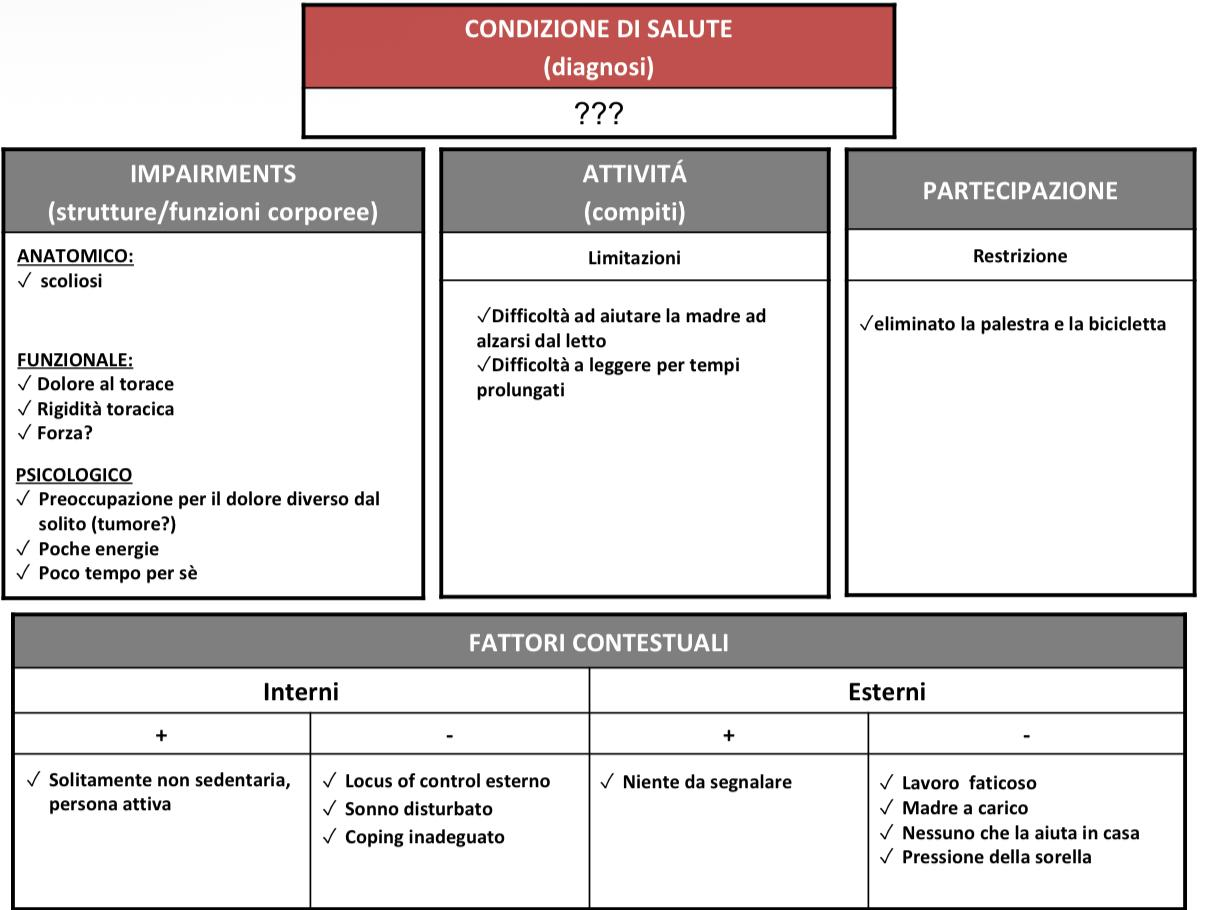 CONDIZIONE DI SALUTE
(diagnosi)
???
IMPAIRMENTS
(strutture/funzioni corporee)
ANATOMICO:
✓ scoliosi
FUNZIONALE:
✓ Dolore al torace
✓ Rigidità toracica
✓ Forza?
PSICOLOGICO
✓ Preoccupazione per il dolore diverso dal
solito (tumore?)
✓ Poche energie
✓ Poco tempo per sè
ATTIVITÁ
(compiti)
Limitazioni
✓Difficoltà ad aiutare la madre ad
alzarsi dal letto
✓Difficoltà a leggere per tempi
prolungati
PARTECIPAZIONE
Restrizione
✓eliminato la palestra e la bicicletta
FATTORI CONTESTUALI
Interni
Esterni
+
-
+
-
✓ Solitamente non sedentaria,
persona attiva
✓ Locus of control esterno
✓ Sonno disturbato
✓ Coping inadeguato
✓ Niente da segnalare
✓ Lavoro faticoso
✓ Madre a carico
✓ Nessuno che la aiuta in casa
✓ Pressione della sorella